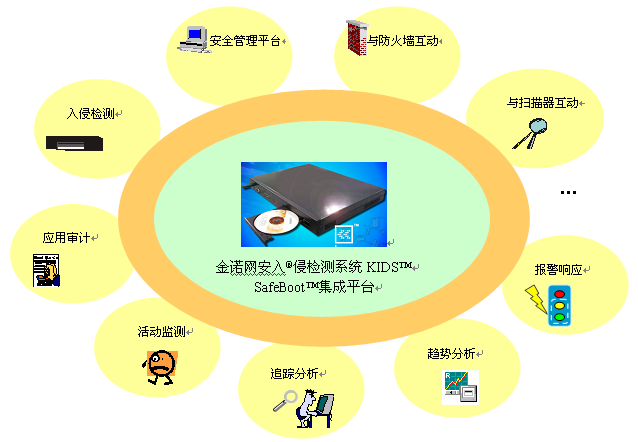 安全管理平台
与防火墙互动
入侵检测
与扫描器互动
...
应用审计
金诺网安入®侵检测系统 KIDS™
SafeBoot™集成平台
报警响应
活动监测
趋势分析
追踪分析